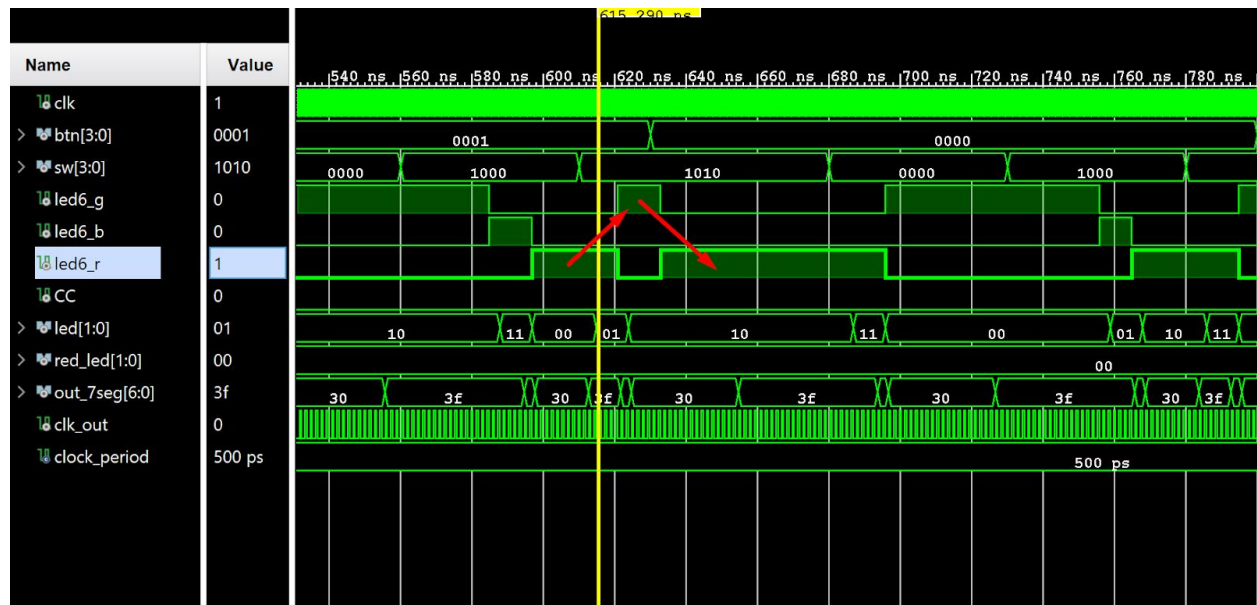 615.290 ns
Name Value
540 ns 560 ns 580 ns 600 ns 620 ns 640 ns 660 ns 680 ns 700 ns 720 ns 740 ns 760 ns 780 ns
clk 1
btn[3:0] 0001 0001 0000
sw[3:0] 1010 0000 1000 1010 0000 1000
led6_g 0
led6_b 0
led6_r 1
CC 0
led[1:0] 01 10 11 00 01 10 11 00 01 10 11
red_led[1:0] 00 00
out_7seg[6:0] 3f 30 3f 30 3f 30 3f 30 3f 30 3f
clk_out 0
clock_period 500 ps 500 ps